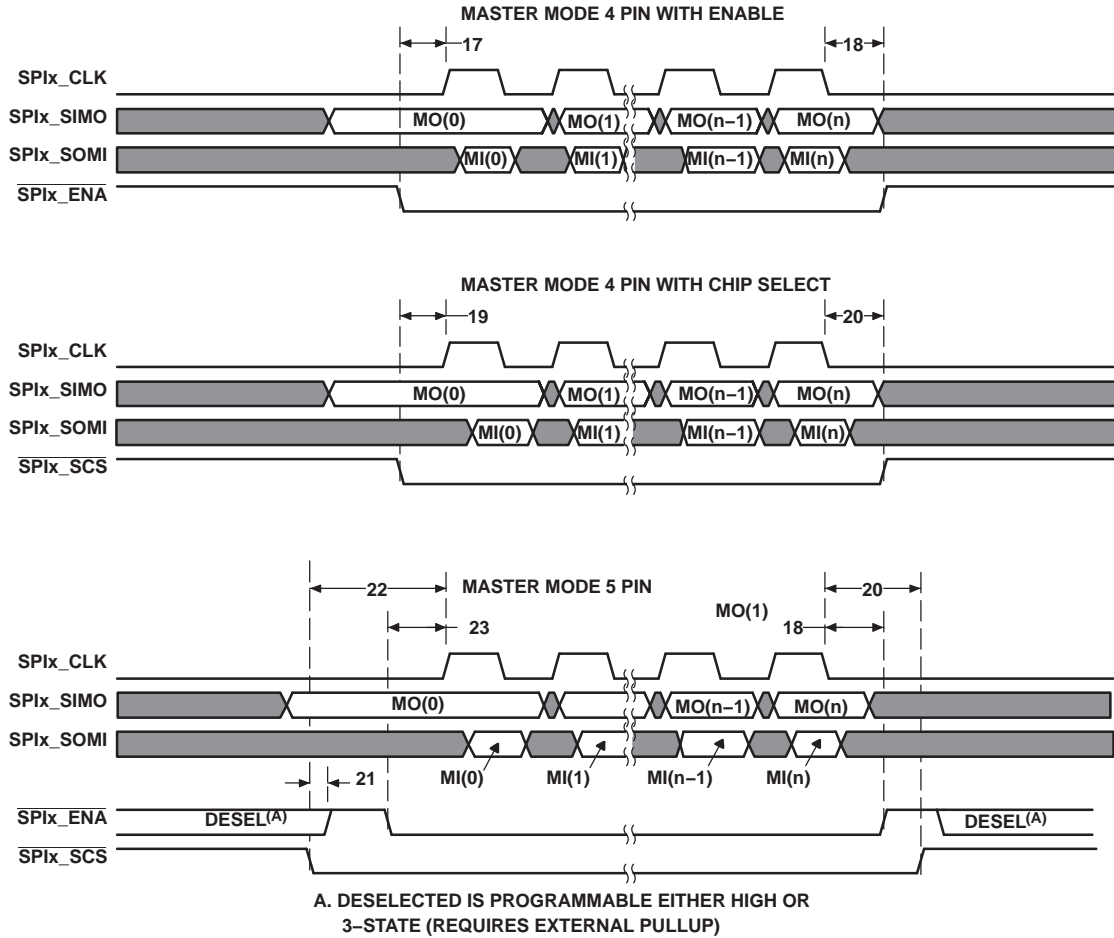 MASTER MODE 4 PIN WITH ENABLE
17 18
SPIx_CLK
SPIx_SIMO MO(0) MO(1) MO(n−1) MO(n)
SPIx_SOMI MI(0) MI(1) MI(n−1) MI(n)
SPIx_ENA
MASTER MODE 4 PIN WITH CHIP SELECT
19 20
SPIx_CLK
SPIx_SIMO MO(0) MO(1) MO(n−1) MO(n)
SPIx_SOMI MI(0) MI(1) MI(n−1) MI(n)
SPIx_SCS
22 MASTER MODE 5 PIN 20
MO(1)
23 18
SPIx_CLK
SPIx_SIMO MO(0) MO(n−1) MO(n)
SPIx_SOMI
MI(0) MI(1) MI(n−1) MI(n)
21
SPIx_ENA DESEL(A) DESEL(A)
SPIx_SCS
A. DESELECTED IS PROGRAMMABLE EITHER HIGH OR
3−STATE (REQUIRES EXTERNAL PULLUP)